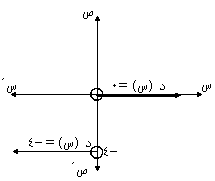 ص
د (س) = ٠
س
س′
د (س) = −٤
−٤
ص′